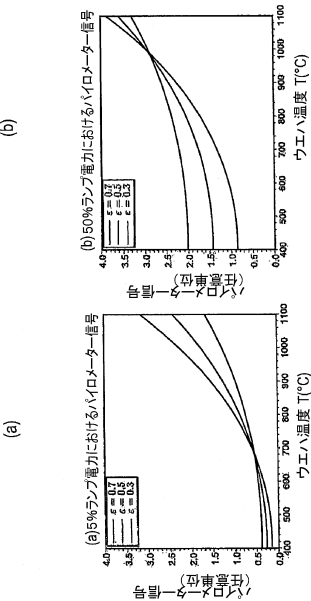 (a)
(a)5%ランプ電力におけるパイロメーター信号
ε = 0.7
ε = 0.5
ε = 0.3
パイロメーター信号
(任意単位)
4.0
3.5
3.0
2.5
2.0
1.5
1.0
0.5
0.0
400
500
600
700
800
900
1000
1100
ウエハ温度 T(°C)
(b)
(b)50%ランプ電力におけるパイロメーター信号
ε = 0.7
ε = 0.5
ε = 0.3
パイロメーター信号
(任意単位)
4.0
3.5
3.0
2.5
2.0
1.5
1.0
0.5
0.0
400
500
600
700
800
900
1000
1100
ウエハ温度 T(°C)